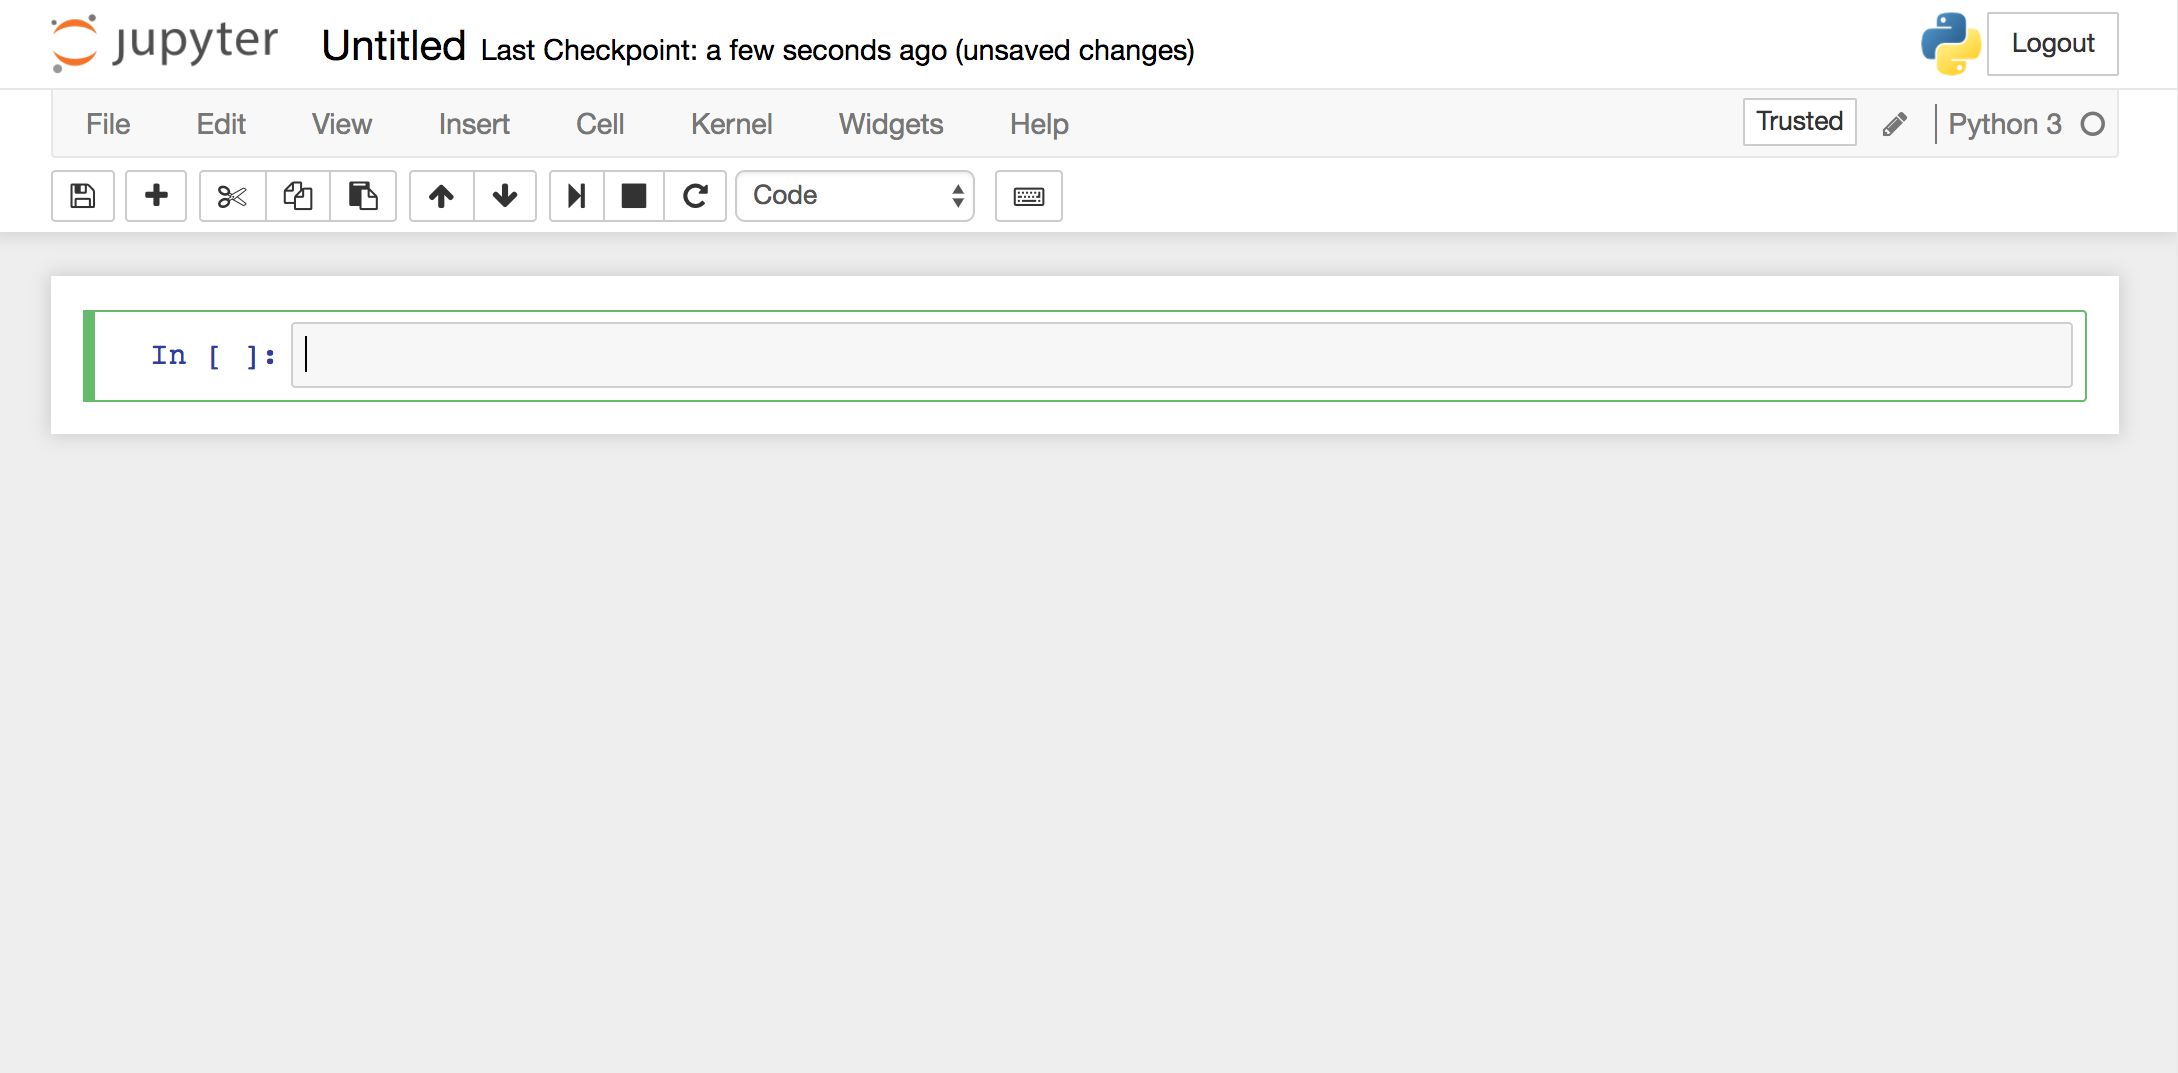 jupyter Untitled Last Checkpoint: a few seconds ago (unsaved changes) Logout
File Edit View Insert Cell Kernel Widgets Help Trusted Python 3
Code
In [ ]: